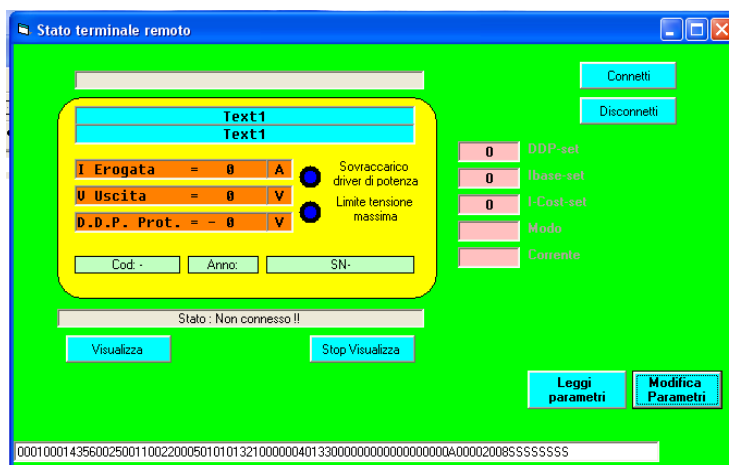 Stato terminale remoto
Connetti
Disconnetti
Text1
Text1
I Erogata = 0 A
V Uscita = 0 V
D.D.P. Prot. = - 0 V
Sovraccarico
driver di potenza
Limite tensione
massima
Cod: -
Anno:
SN-
0 DDP-set
0 Ibase-set
0 I-Cost-set
Modo
Corrente
Stato : Non connesso !!
Visualizza
Stop Visualizza
Leggi
parametri
Modifica
Parametri
0001000143560025001100220005010101321000000401330000000000000000000A00002008SSSSSSSS